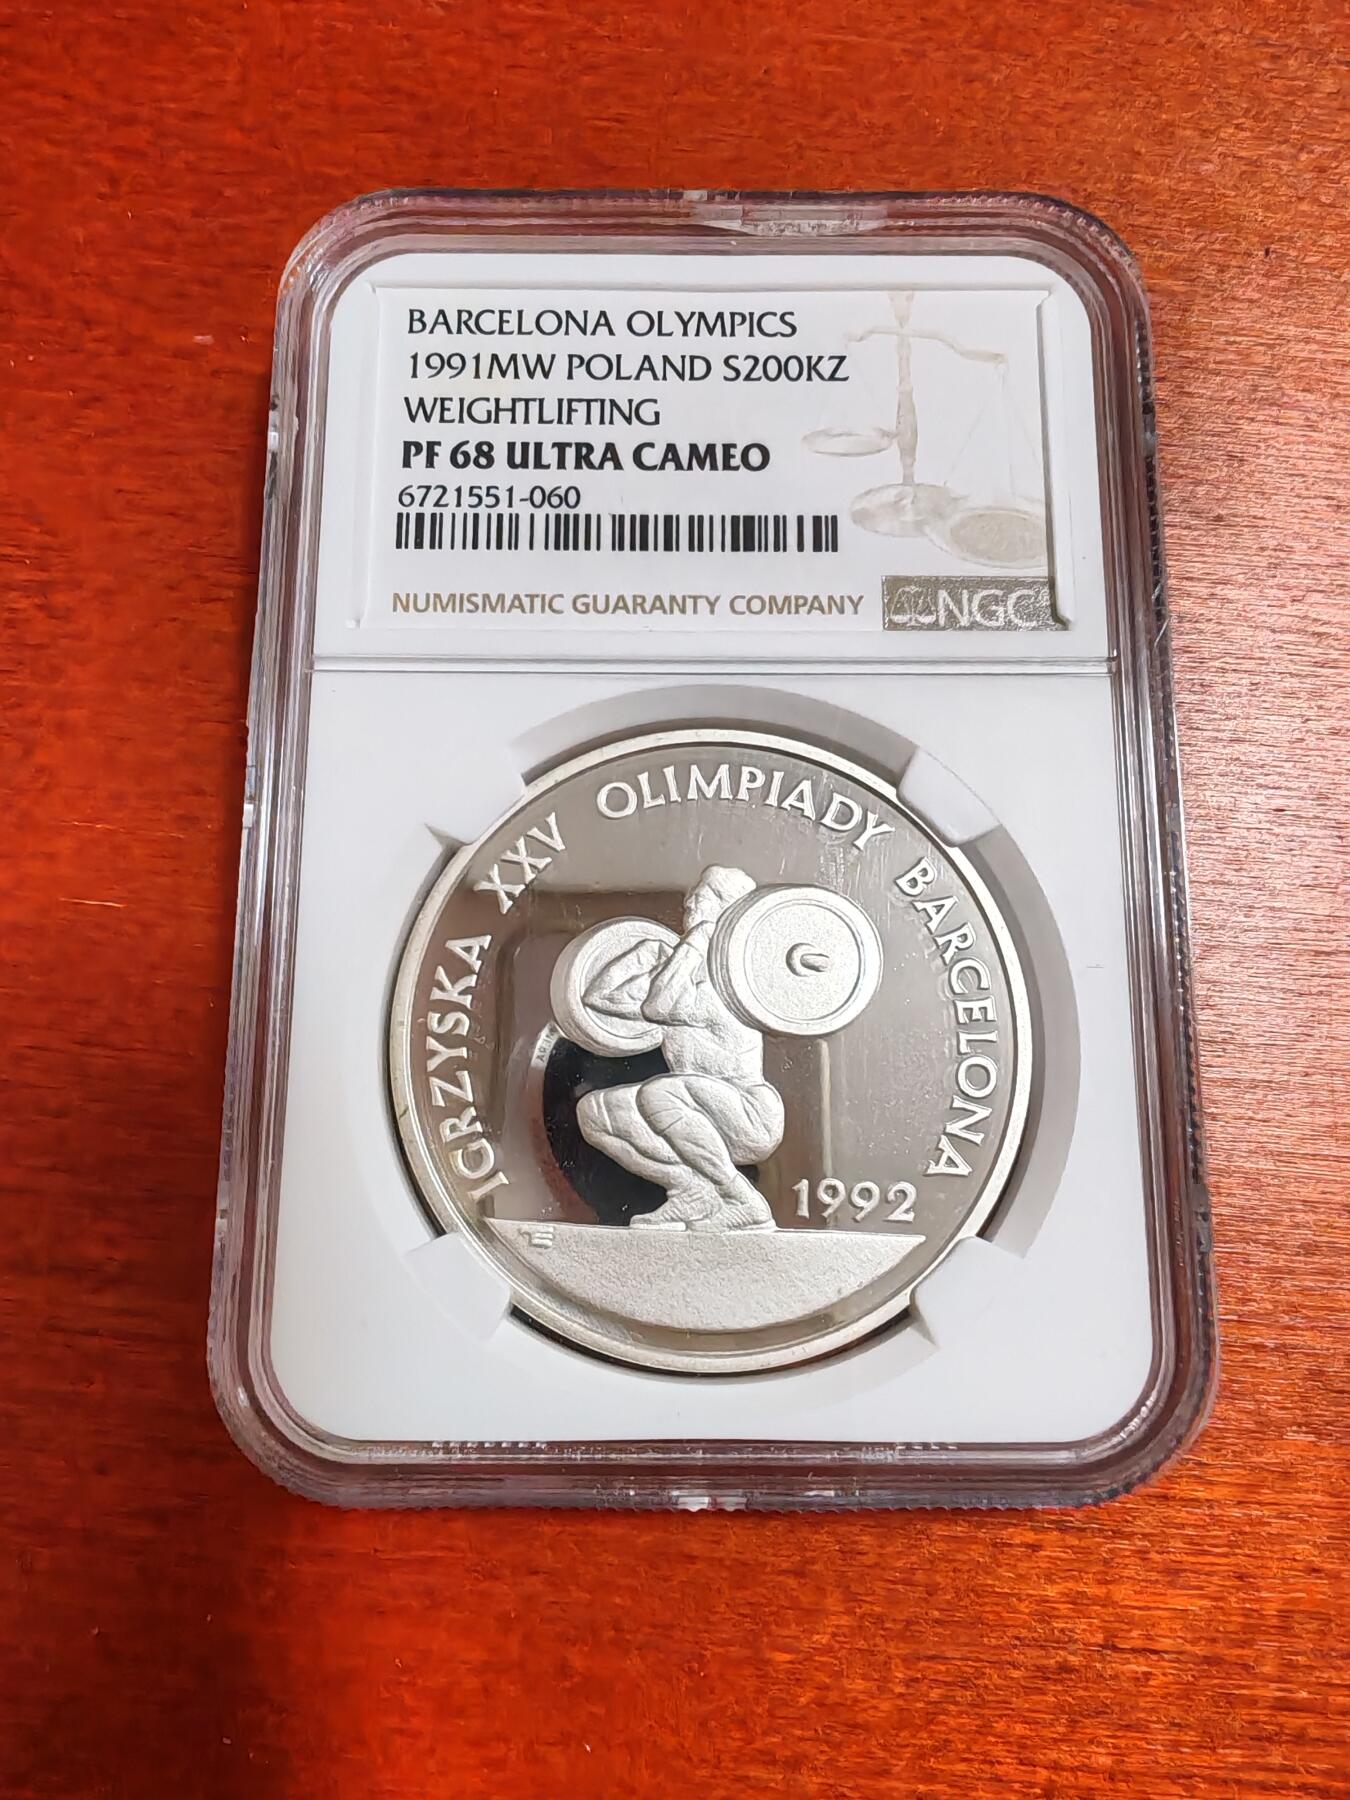 BARCELONA OLYMPICS
1991MW POLAND S200KZ
WEIGHTLIFTING
PF 68 ULTRA CAMEO
6721551-060
NUMISMATIC GUARANTY COMPANY
NGC
IGRZYSKA XXV OLIMPIADY BARCELONA
1992